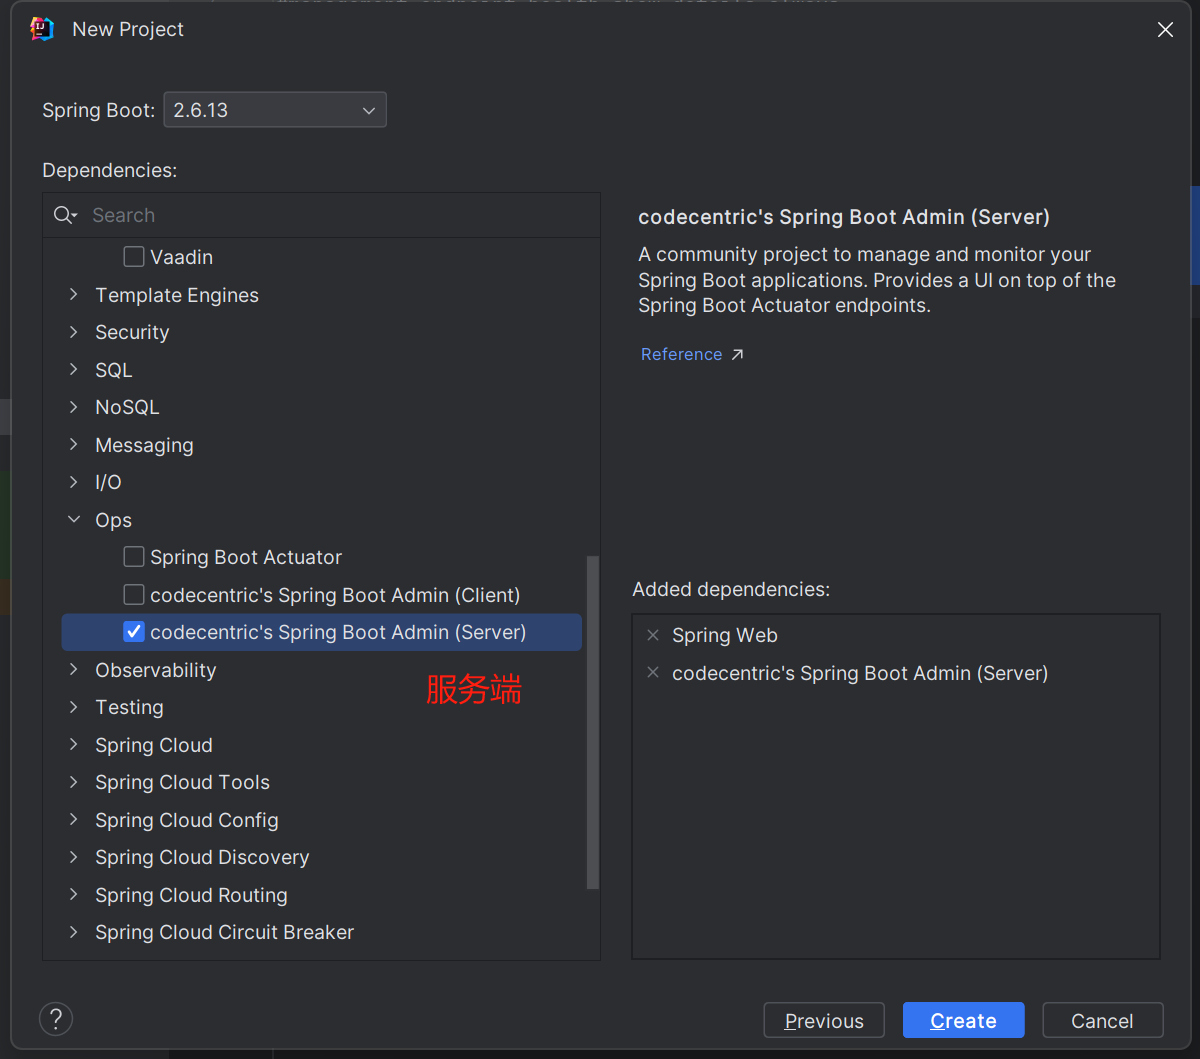 New Project
Spring Boot: 2.6.13
Dependencies:
Search
Vaadin
Template Engines
Security
SQL
NoSQL
Messaging
I/O
Ops
Spring Boot Actuator
codecentric's Spring Boot Admin (Client)
codecentric's Spring Boot Admin (Server)
Observability
服务端
Testing
Spring Cloud
Spring Cloud Tools
Spring Cloud Config
Spring Cloud Discovery
Spring Cloud Routing
Spring Cloud Circuit Breaker
codecentric's Spring Boot Admin (Server)
A community project to manage and monitor your
Spring Boot applications. Provides a UI on top of the
Spring Boot Actuator endpoints.
Reference
Added dependencies:
Spring Web
codecentric's Spring Boot Admin (Server)
?
Previous
Create
Cancel